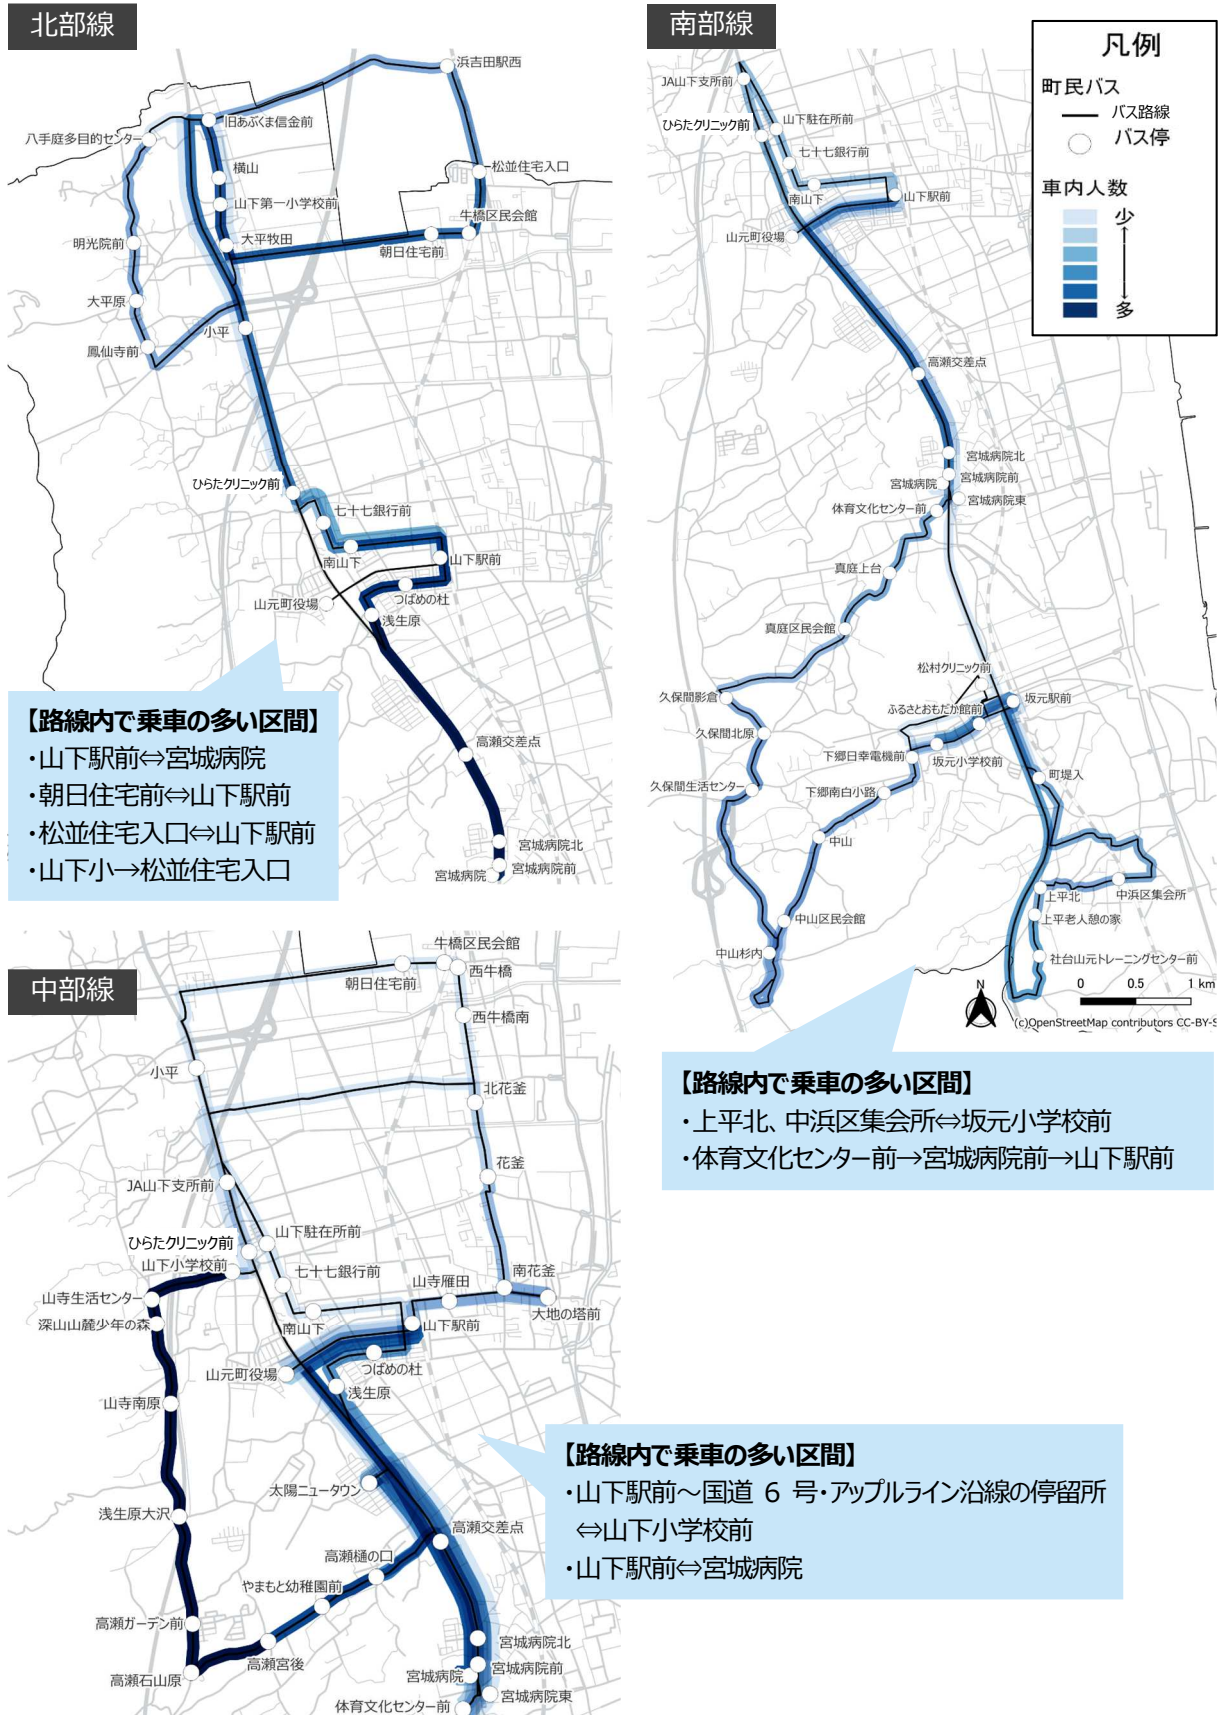 北部線
浜吉田駅西
旧あぶくま信金前
八手庭多目的センター
横山
松並住宅入口
山下第一小学校前
牛橋区民会館
明光院前
大平牧田
朝日住宅前
大平原
小平
鳳仙寺前
ひらたクリニック前
七十七銀行前
南山下
山下駅前
つばめの杜
山元町役場
浅生原
高瀬交差点
宮城病院北
宮城病院前
宮城病院
【路線内で乗車の多い区間】
・山下駅前⇔宮城病院
・朝日住宅前⇔山下駅前
・松並住宅入口⇔山下駅前
・山下小→松並住宅入口
南部線
凡例
町民バス
バス路線
バス停
車内人数
少
多
JA山下支所前
ひらたクリニック前
山下駐在所前
七十七銀行前
南山下
山下駅前
山元町役場
高瀬交差点
宮城病院北
宮城病院前
宮城病院
宮城病院東
体育文化センター前
真庭上台
真庭区民会館
松村クリニック前
久保間影倉
坂元駅前
ふるさとおもだか館前
久保間北原
下郷日幸電機前
坂元小学校前
町堤入
久保間生活センター
下郷南白小路
中山
上平北
中浜区集会所
中山区民会館
上平老人憩の家
中山杉内
社台山元トレーニングセンター前
N
0 0.5 1 km
(c)OpenStreetMap contributors CC-BY-S
【路線内で乗車の多い区間】
・上平北、中浜区集会所⇔坂元小学校前
・体育文化センター前→宮城病院前→山下駅前
中部線
牛橋区民会館
朝日住宅前
西牛橋
西牛橋南
小平
北花釜
花釜
JA山下支所前
山下駐在所前
ひらたクリニック前
山下小学校前
七十七銀行前
山寺雁田
南花釜
山寺生活センター
大地の塔前
深山山麓少年の森
南山下
山下駅前
つばめの杜
山元町役場
浅生原
山寺南原
太陽ニュータウン
浅生原大沢
高瀬交差点
高瀬樋の口
やまもと幼稚園前
高瀬ガーデン前
宮城病院北
高瀬宮後
宮城病院前
高瀬石山原
宮城病院
宮城病院東
体育文化センター前
【路線内で乗車の多い区間】
・山下駅前～国道 6 号・アップルライン沿線の停留所
⇔山下小学校前
・山下駅前⇔宮城病院